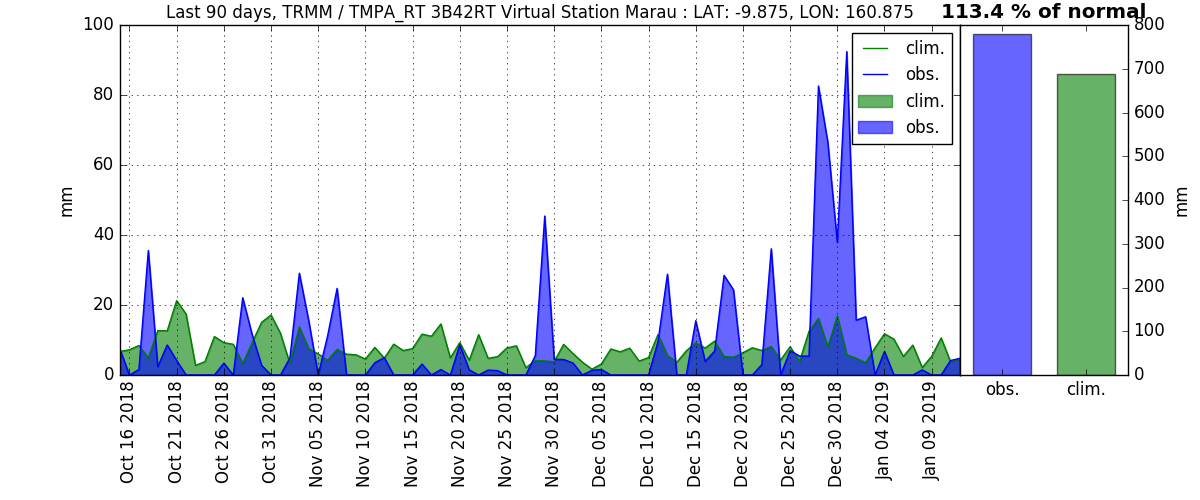 Last 90 days, TRMM / TMPA_RT 3B42RT Virtual Station Marau : LAT: -9.875, LON: 160.875
113.4 % of normal
100
80
60
40
20
0
mm
clim.
obs.
clim.
obs.
800
700
600
500
400
300
200
100
0
mm
Oct 16 2018
Oct 21 2018
Oct 26 2018
Oct 31 2018
Nov 05 2018
Nov 10 2018
Nov 15 2018
Nov 20 2018
Nov 25 2018
Nov 30 2018
Dec 05 2018
Dec 10 2018
Dec 15 2018
Dec 20 2018
Dec 25 2018
Dec 30 2018
Jan 04 2019
Jan 09 2019
obs.
clim.